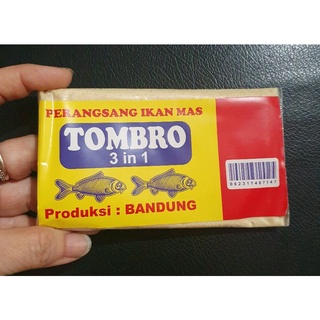 PERANGSANG IKAN MAS
TOMBRO
3 in 1
Produksi : BANDUNG